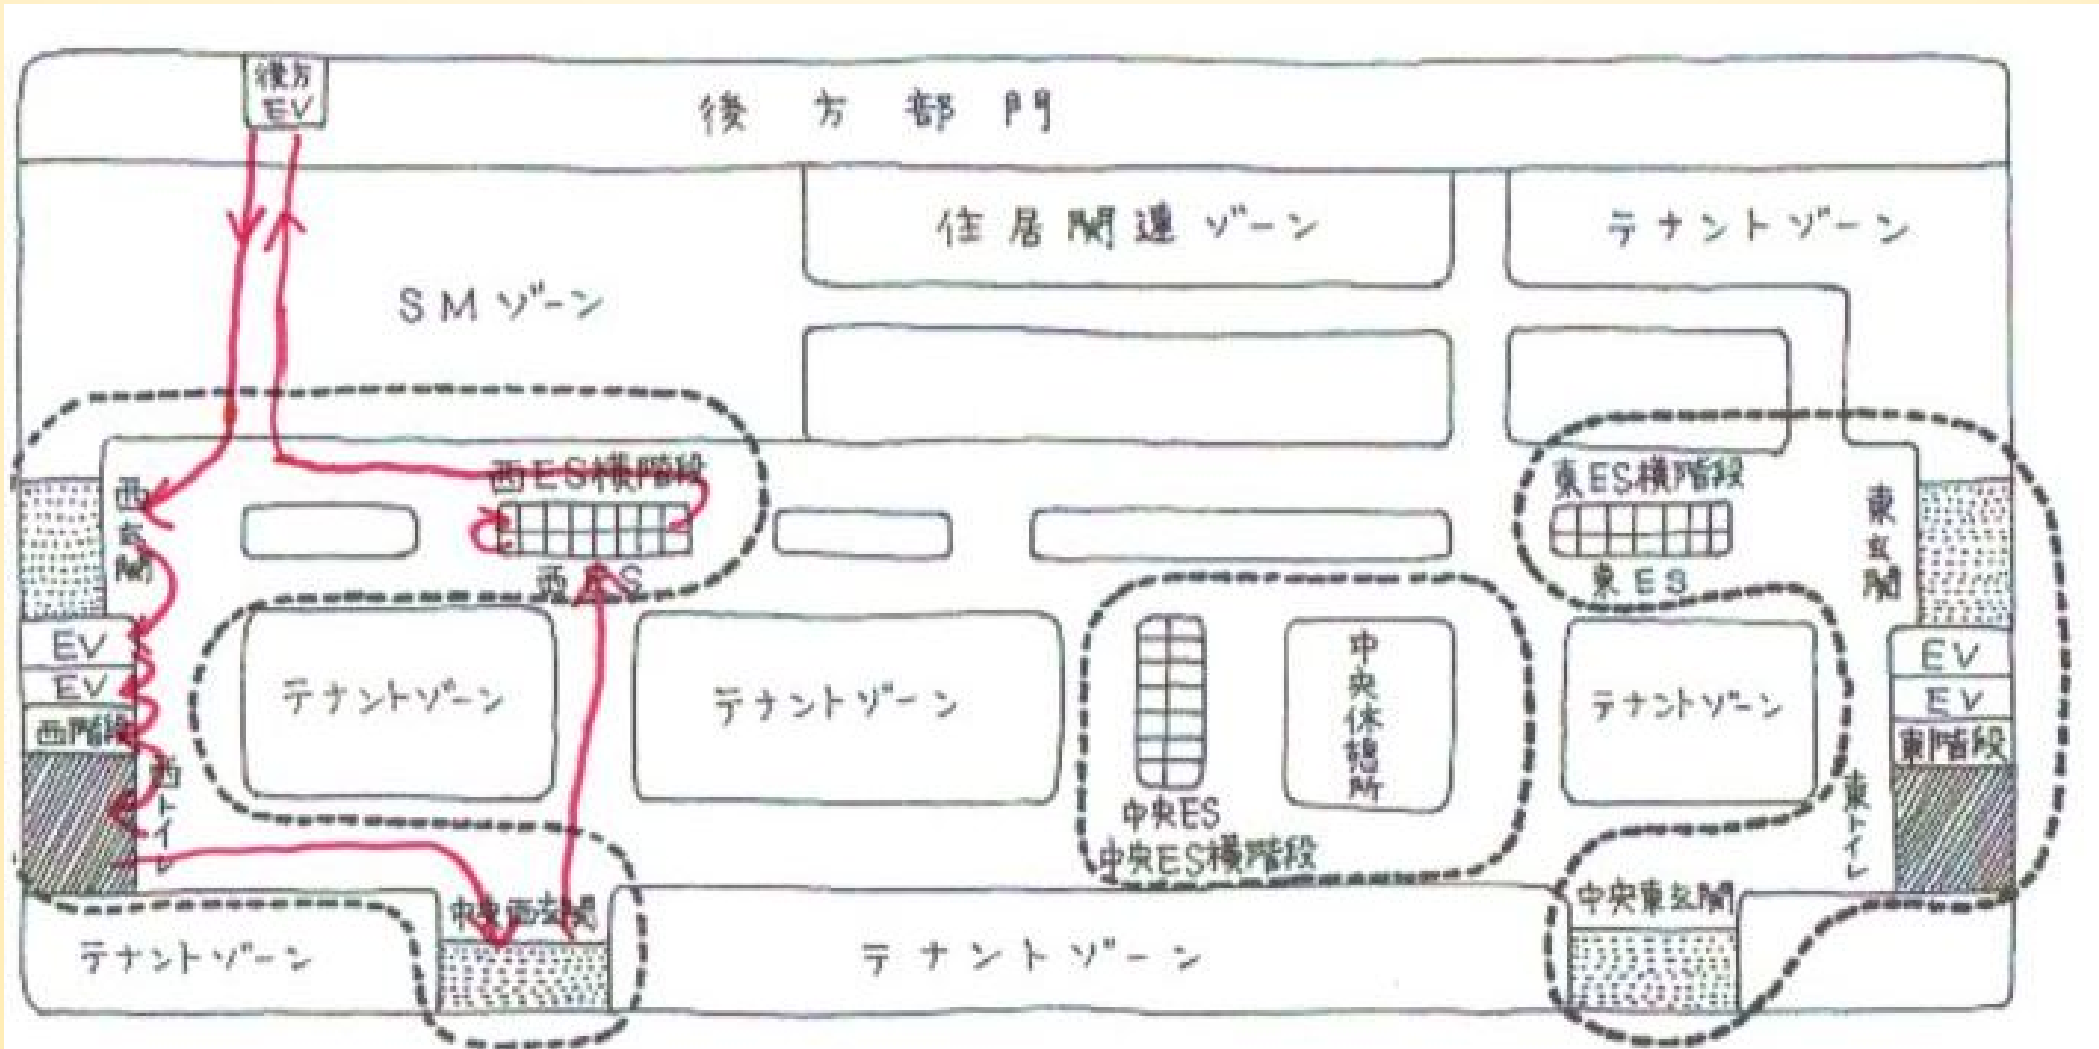 後方
EV
後方部門
住居関連ゾーン
テナントゾーン
SMゾーン
西ES横階段
西ES
西玄関
EV
EV
西階段
西トイレ
テナントゾーン
テナントゾーン
中央ES
中央ES横階段
中央休憩所
東ES横階段
東ES
東玄関
テナントゾーン
EV
EV
東階段
東トイレ
テナントゾーン
中央西玄関
テナントゾーン
中央東玄関